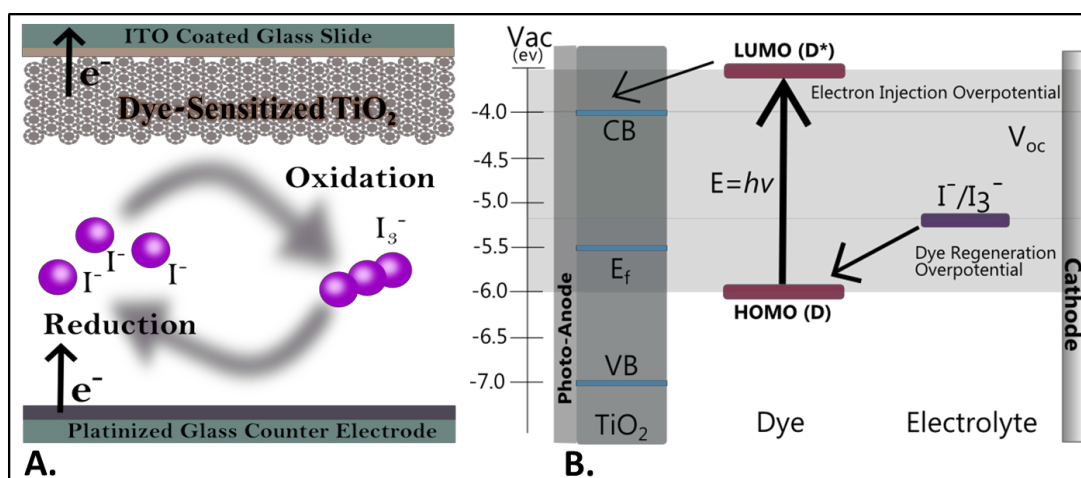 ITO Coated Glass Slide
e⁻
Dye-Sensitized TiO₂
Oxidation
I₃⁻
I⁻
I⁻
I⁻
Reduction
e⁻
Platinized Glass Counter Electrode
A.
Vac
(ev)
-4.0
-4.5
-5.0
-5.5
-6.0
-6.5
-7.0
Photo-Anode
CB
E_f
VB
TiO₂
LUMO (D*)
E=hv
HOMO (D)
Dye
Electron Injection Overpotential
V_oc
I⁻/I₃⁻
Dye Regeneration
Overpotential
Electrolyte
Cathode
B.